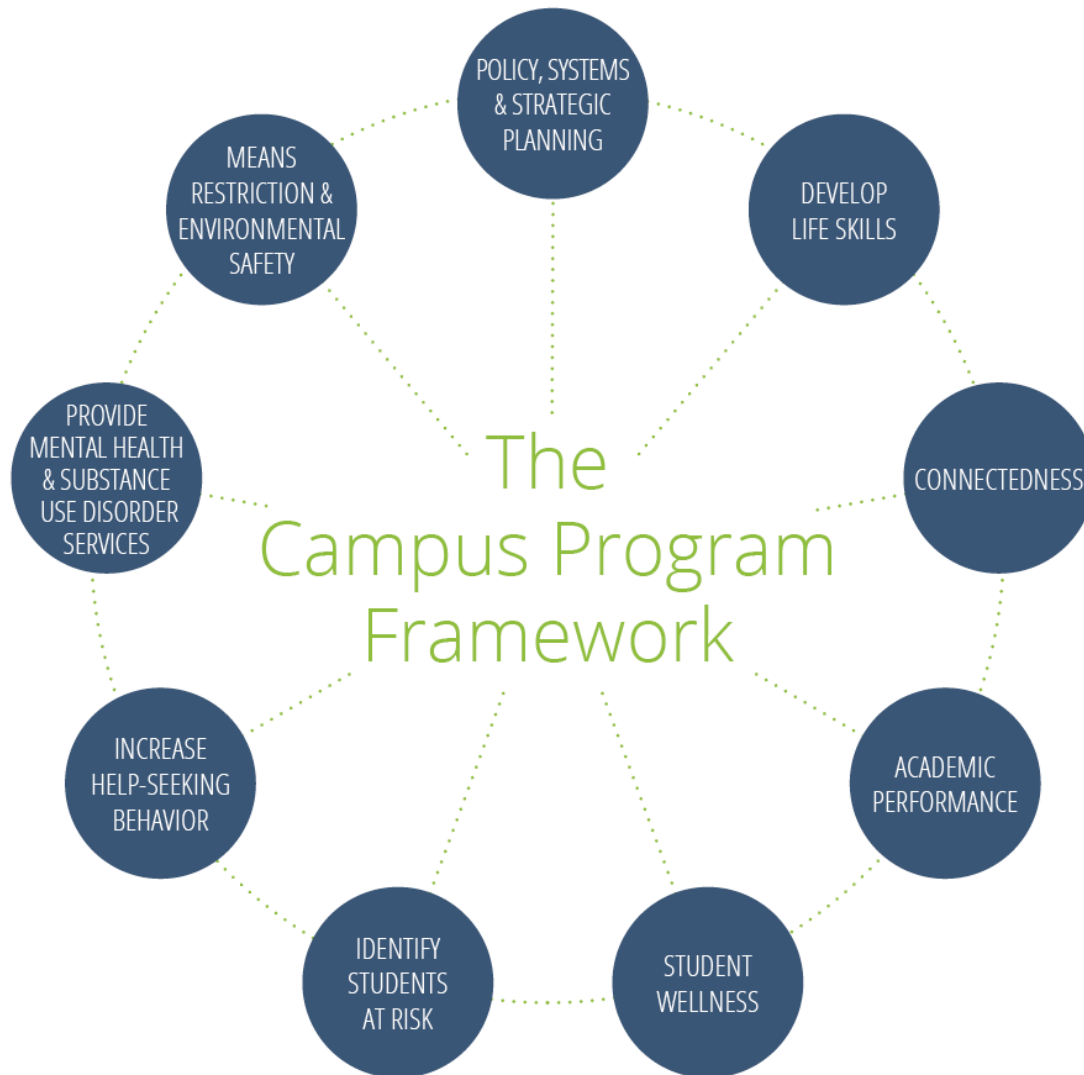 POLICY, SYSTEMS
& STRATEGIC
PLANNING
DEVELOP
LIFE SKILLS
CONNECTEDNESS
ACADEMIC
PERFORMANCE
STUDENT
WELLNESS
IDENTIFY
STUDENTS
AT RISK
INCREASE
HELP-SEEKING
BEHAVIOR
PROVIDE
MENTAL HEALTH
& SUBSTANCE
USE DISORDER
SERVICES
MEANS
RESTRICTION &
ENVIRONMENTAL
SAFETY
The
Campus Program
Framework